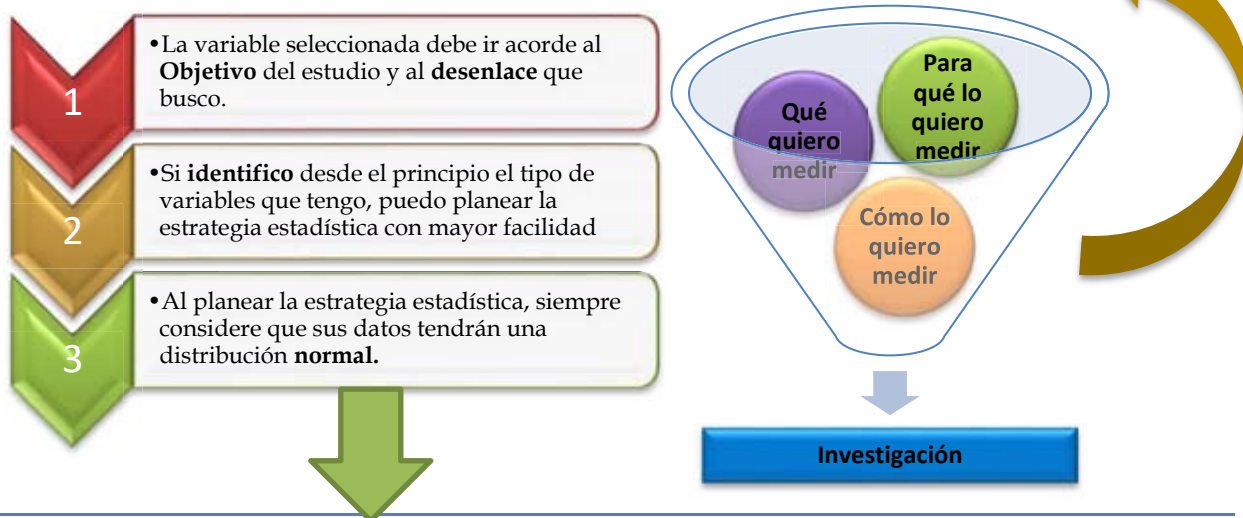 1
•La variable seleccionada debe ir acorde al
Objetivo del estudio y al desenlace que
busco.
2
•Si identifico desde el principio el tipo de
variables que tengo, puedo planear la
estrategia estadística con mayor facilidad
3
•Al planear la estrategia estadística, siempre
considere que sus datos tendrán una
distribución normal.
Qué
quiero
medir
Para
qué lo
quiero
medir
Cómo lo
quiero
medir
Investigación